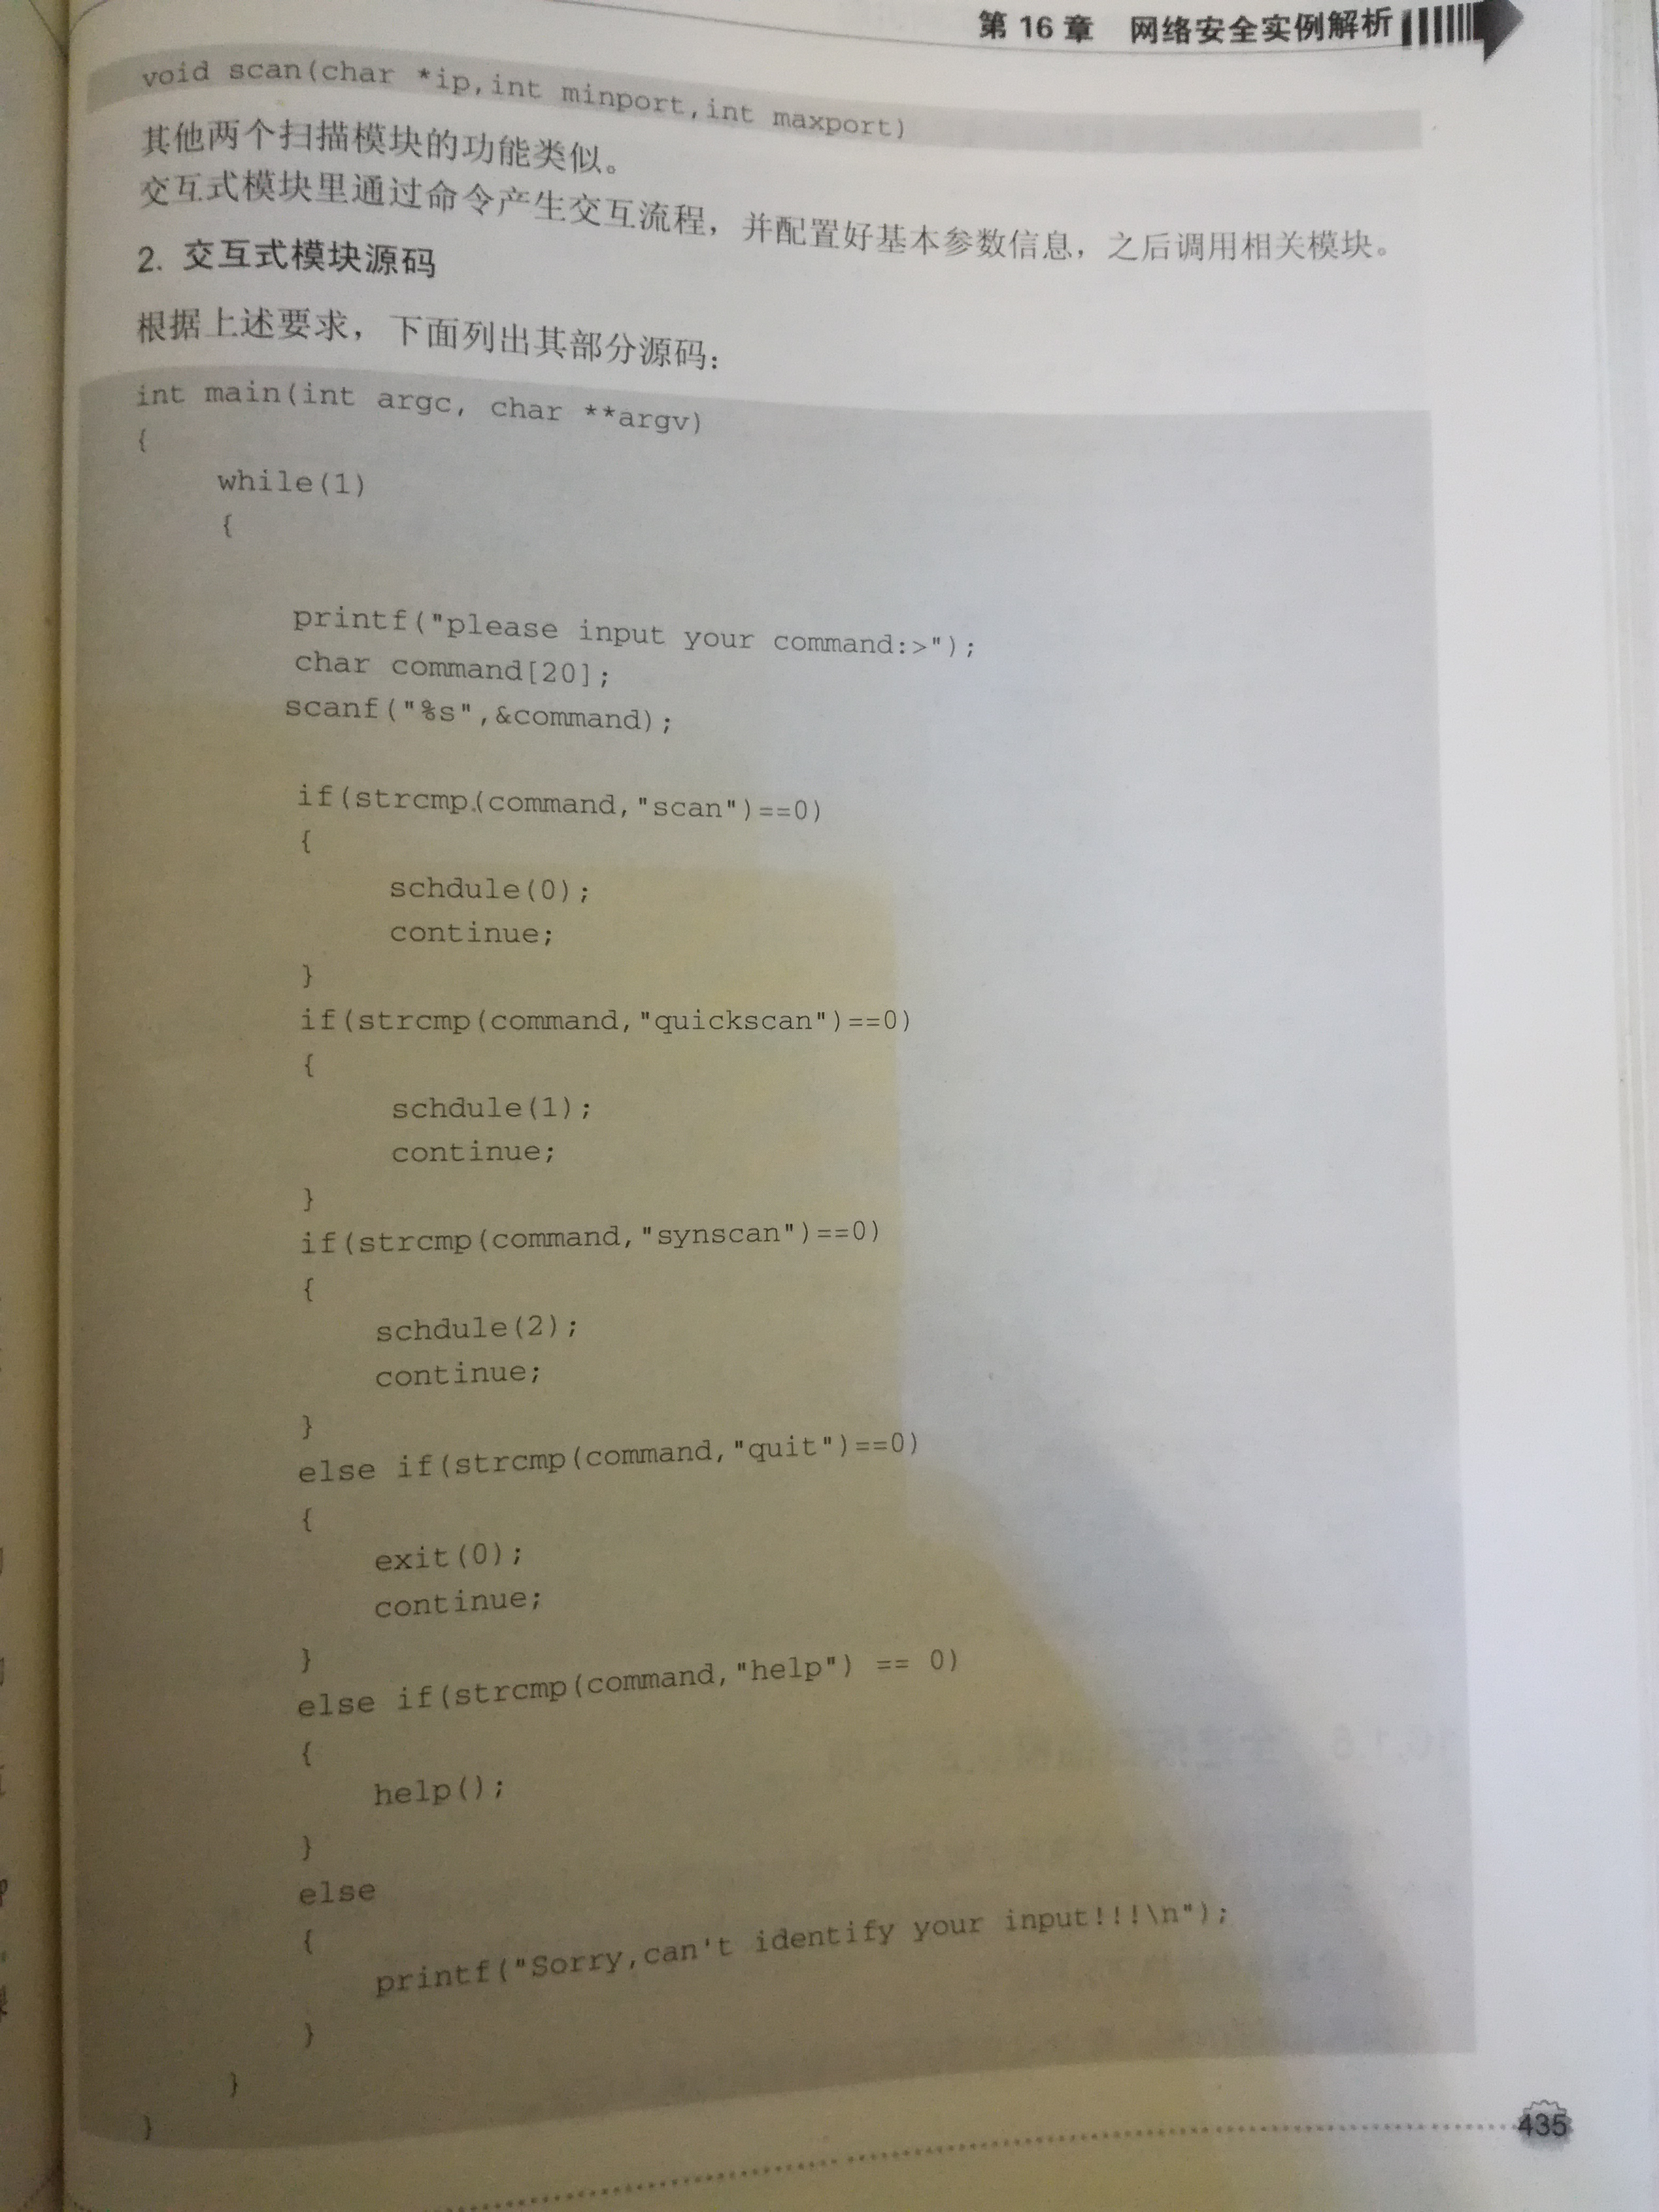 第 16 章 网络安全实例解析
void scan(char *ip,int minport,int maxport)
其他两个扫描模块的功能类似。
交互式模块里通过命令产生交互流程，并配置好基本参数信息，之后调用相关模块。
2. 交互式模块源码
根据上述要求，下面列出其部分源码：
int main(int argc, char **argv)
{
while(1)
{
printf("please input your command:>");
char command[20];
scanf("%s",&command);
if(strcmp(command,"scan")==0)
{
schdule(0);
continue;
}
if(strcmp(command,"quickscan")==0)
{
schdule(1);
continue;
}
if(strcmp(command,"synscan")==0)
{
schdule(2);
continue;
}
else if(strcmp(command,"quit")==0)
{
exit(0);
continue;
}
else if(strcmp(command,"help") == 0)
{
help();
}
else
{
printf("Sorry,can't identify your input!!!\n");
}
}
}
435